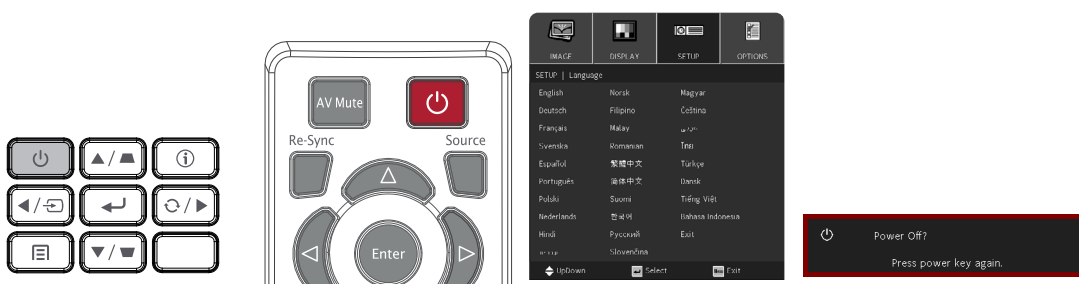 AV Mute
Re-Sync
Source
Enter
IMAGE
DISPLAY
SETUP
OPTIONS
SETUP | Language
English Norsk Magyar
Deutsch Filipino Čeština
Français Malay
Svenska Romanian ไทย
Español 繁體中文 Türkçe
Português 简体中文 Dansk
Polski Suomi Tiếng Việt
Nederlands 한국어 Bahasa Indonesia
Hindi Русский Exit
Slovenčina
UpDown Select Exit
Power Off?
Press power key again.